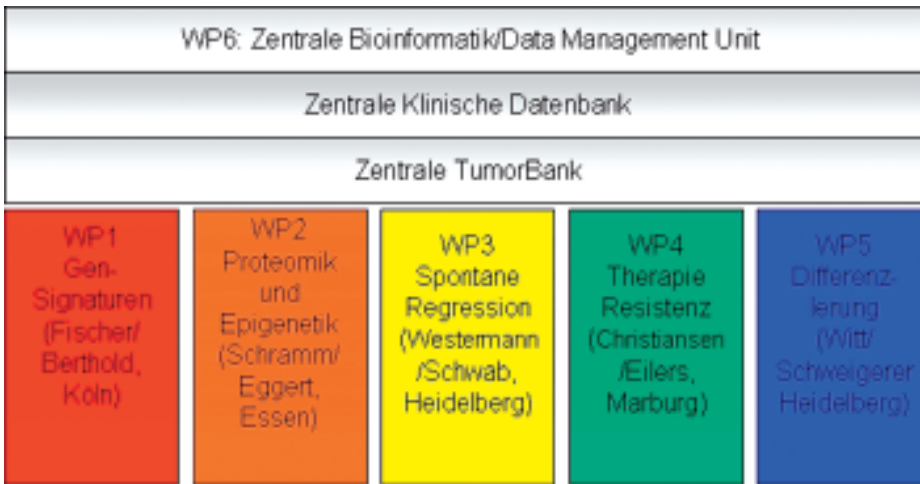 WP6: Zentrale Bioinformatik/Data Management Unit
Zentrale Klinische Datenbank
Zentrale TumorBank
WP1
Gen-
Signaturen
(Fischer/
Berthold,
Köln)
WP2
Proteomik
und
Epigenetik
(Schramm/
Eggert,
Essen)
WP3
Spontane
Regression
(Westermann
/Schwab,
Heidelberg)
WP4
Therapie
Resistenz
(Christiansen
/Eilers,
Marburg)
WP5
Differenz-
ierung
(Witt/
Schweigerer
Heidelberg)